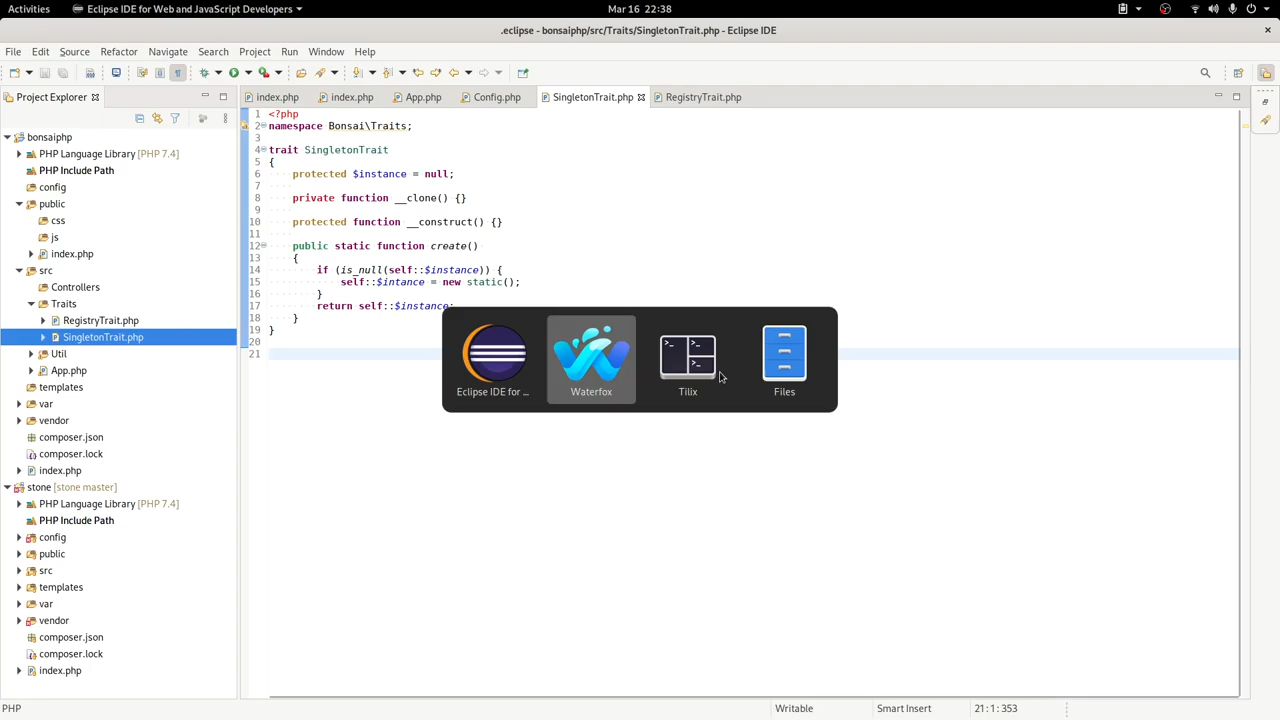 Activities
Eclipse IDE for Web and JavaScript Developers
Mar 16 22:38
.eclipse - bonsaiphp/src/Traits/SingletonTrait.php - Eclipse IDE
File Edit Source Refactor Navigate Search Project Run Window Help
Project Explorer
index.php
index.php
App.php
Config.php
SingletonTrait.php
RegistryTrait.php
bonsaiphp
PHP Language Library [PHP 7.4]
PHP Include Path
config
public
css
js
index.php
src
Controllers
Traits
RegistryTrait.php
SingletonTrait.php
Util
App.php
templates
var
vendor
composer.json
composer.lock
index.php
stone [stone master]
PHP Language Library [PHP 7.4]
PHP Include Path
config
public
src
templates
var
vendor
composer.json
composer.lock
index.php
1 <?php
2 namespace Bonsai\Traits;
3
4 trait SingletonTrait
5 {
6 protected $instance = null;
7
8 private function __clone() {}
9
10 protected function __construct() {}
11
12 public static function create()
13 {
14 if (is_null(self::$instance)) {
15 self::$intance = new static();
16 }
17 return self::$instance;
18 }
19 }
20
21
Eclipse IDE for ...
Waterfox
Tilix
Files
PHP
Writable
Smart Insert
21 : 1 : 353